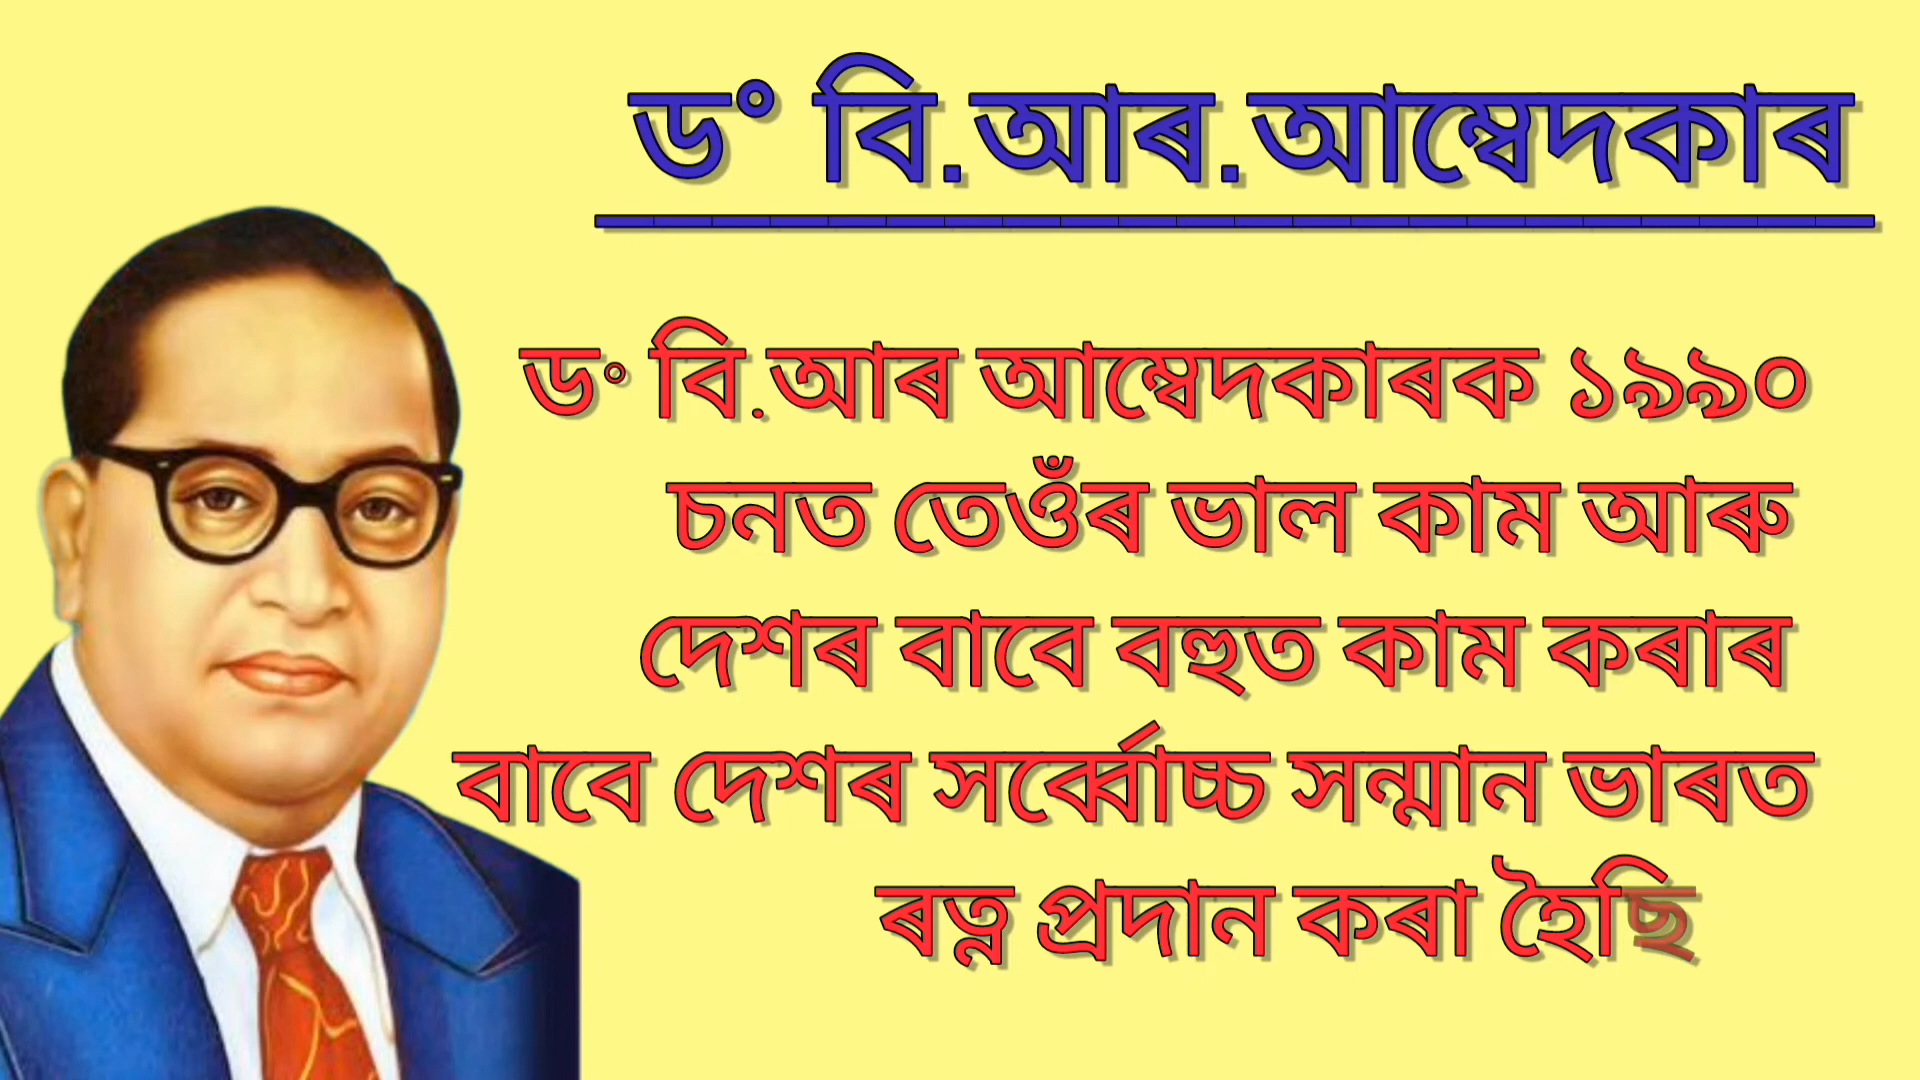 ড° বি.আৰ.আম্বেদকাৰ
ড॰ বি.আৰ আম্বেদকাৰক ১৯৯০
চনত তেওঁৰ ভাল কাম আৰু
দেশৰ বাবে বহুত কাম কৰাৰ
বাবে দেশৰ সৰ্ব্বোচ্চ সন্মান ভাৰত
ৰত্ন প্ৰদান কৰা হৈছি